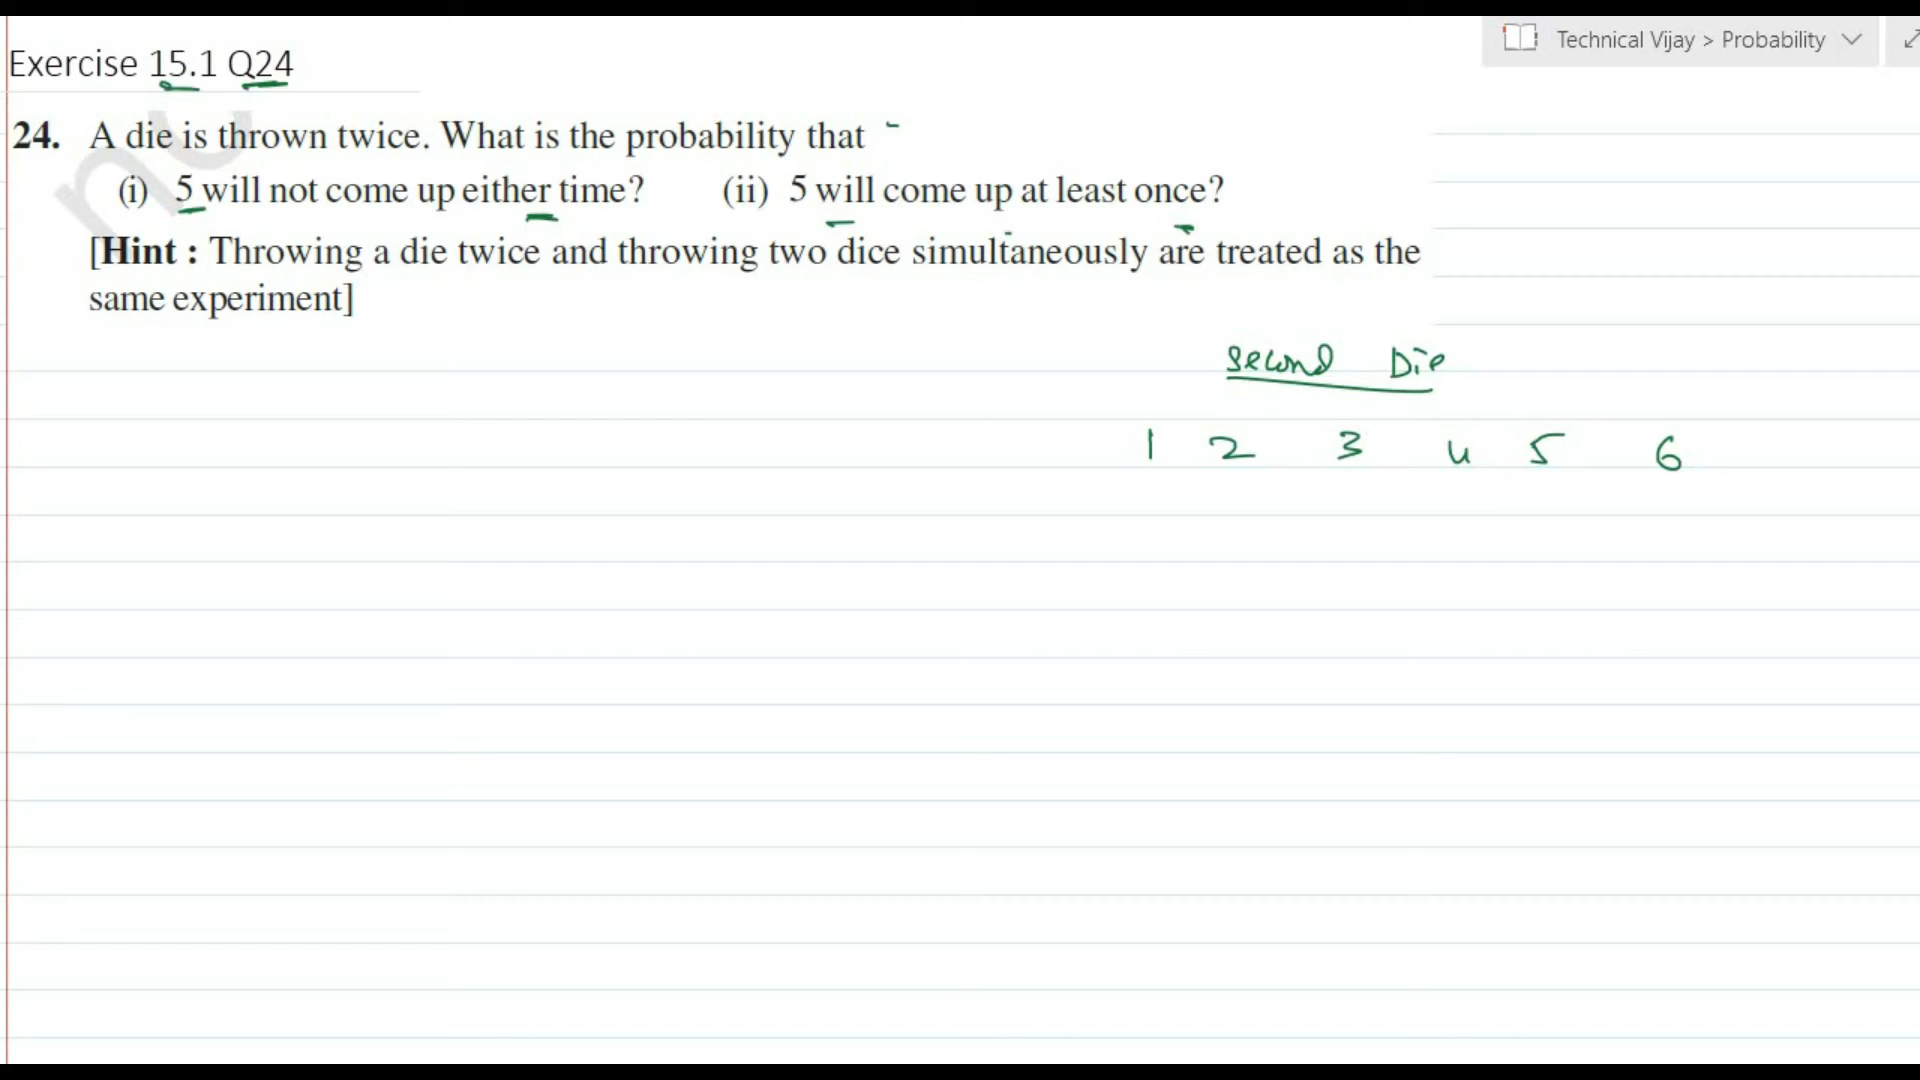 Technical Vijay > Probability
Exercise 15.1 Q24
24. A die is thrown twice. What is the probability that
(i) 5 will not come up either time? (ii) 5 will come up at least once?
[Hint : Throwing a die twice and throwing two dice simultaneously are treated as the
same experiment]
Second Die
1 2 3 4 5 6